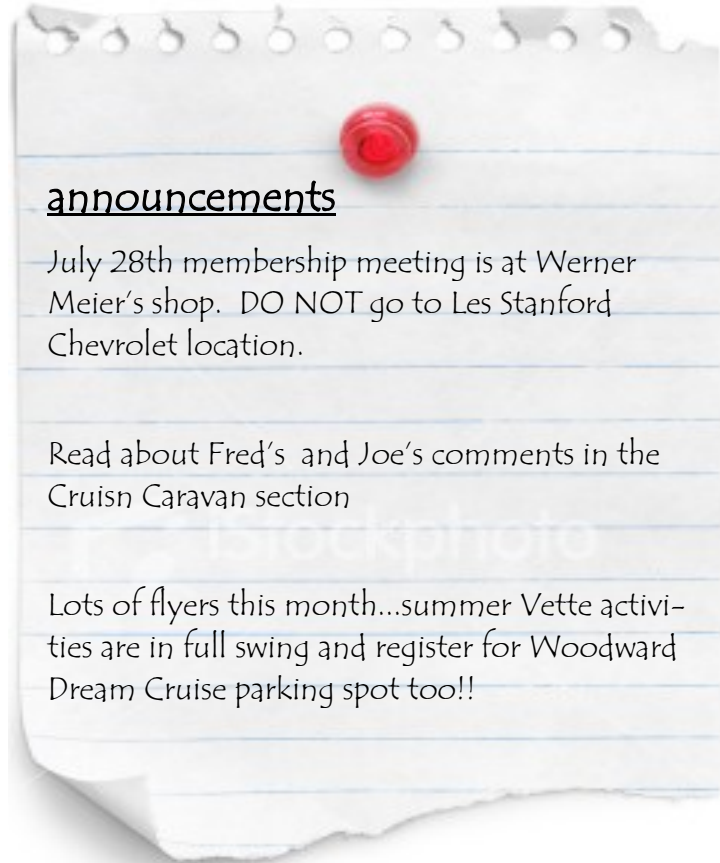 announcements
July 28th membership meeting is at Werner
Meier's shop.  DO NOT go to Les Stanford
Chevrolet location.
Read about Fred's  and Joe's comments in the
Cruisn Caravan section
iStockphoto
Lots of flyers this month...summer Vette activi-
ties are in full swing and register for Woodward
Dream Cruise parking spot too!!